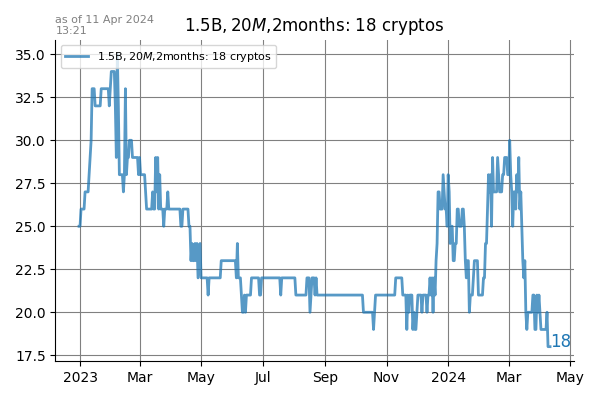 as of 11 Apr 2024
13:21
1.5B,20M,2months: 18 cryptos
1.5B,20M,2months: 18 cryptos
35.0
32.5
30.0
27.5
25.0
22.5
20.0
17.5
18
2023 Mar May Jul Sep Nov 2024 Mar May